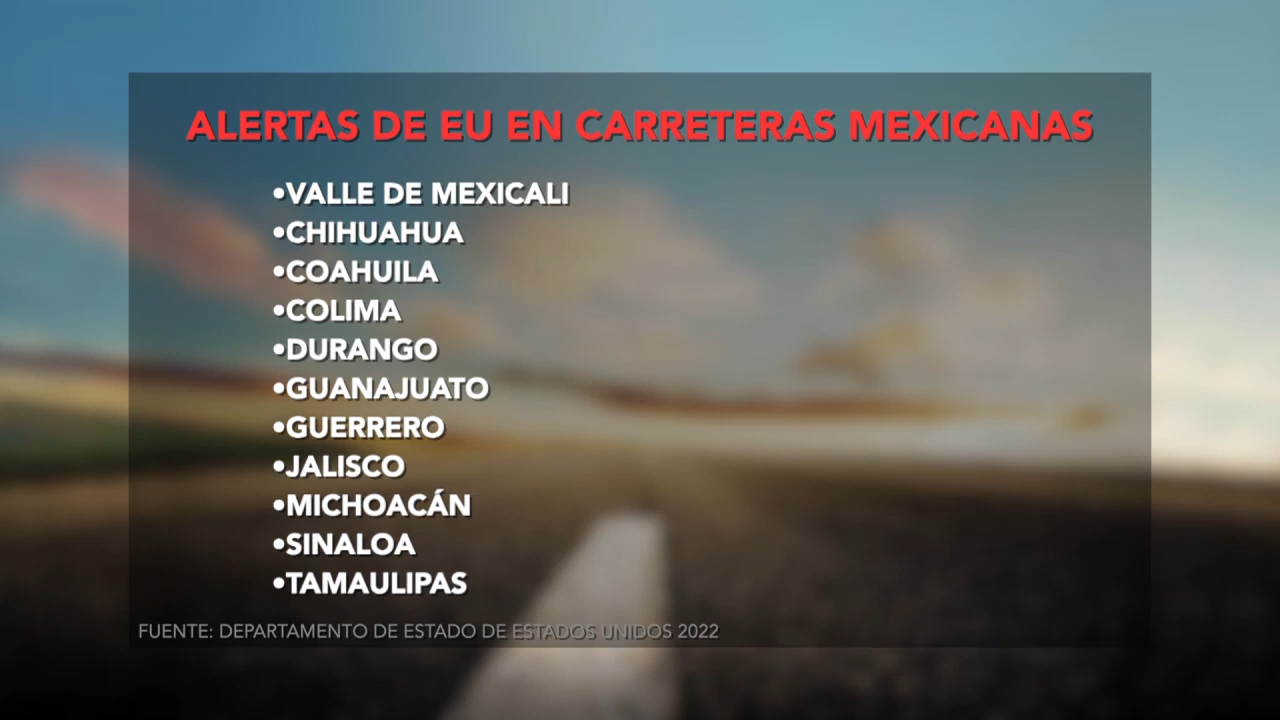 ALERTAS DE EU EN CARRETERAS MEXICANAS
•VALLE DE MEXICALI
•CHIHUAHUA
•COAHUILA
•COLIMA
•DURANGO
•GUANAJUATO
•GUERRERO
•JALISCO
•MICHOACÁN
•SINALOA
•TAMAULIPAS
FUENTE: DEPARTAMENTO DE ESTADO DE ESTADOS UNIDOS 2022